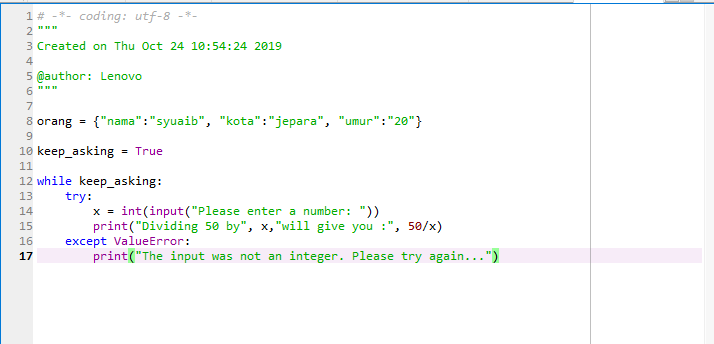 1 # -*- coding: utf-8 -*-
2 """
3 Created on Thu Oct 24 10:54:24 2019
4
5 @author: Lenovo
6 """
7
8 orang = {"nama":"syuaib", "kota":"jepara", "umur":"20"}
9
10 keep_asking = True
11
12 while keep_asking:
13     try:
14         x = int(input("Please enter a number: "))
15         print("Dividing 50 by", x,"will give you :", 50/x)
16     except ValueError:
17         print("The input was not an integer. Please try again...")